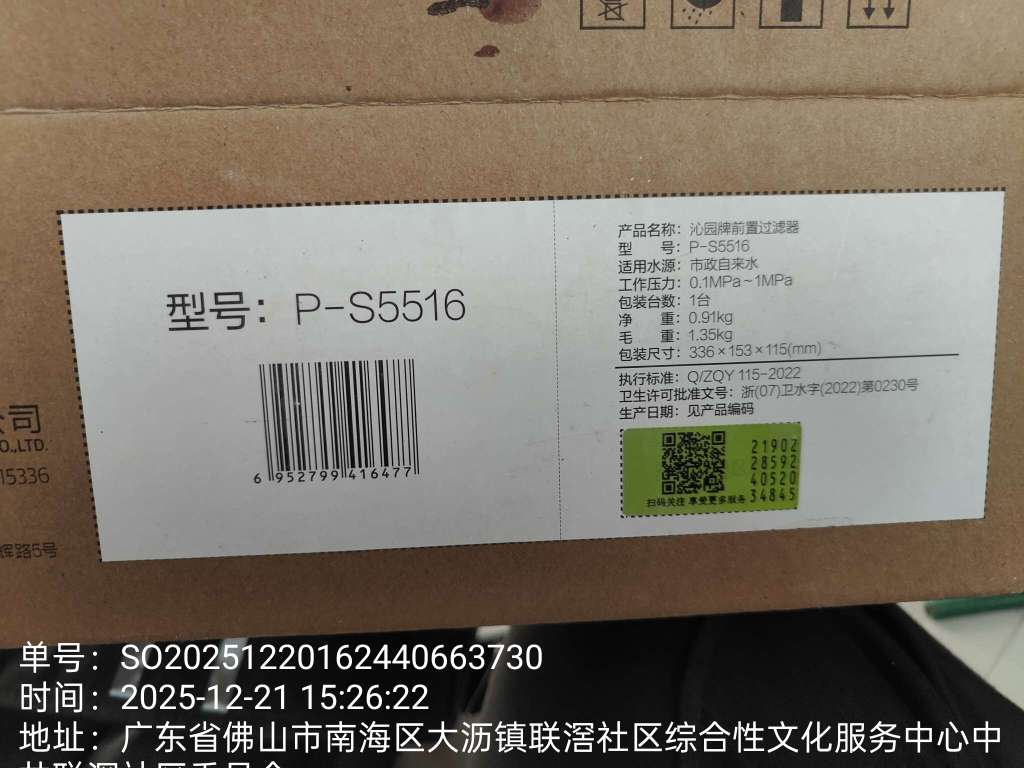 公司
O.,LTD.
15336
辉路5号
型号：P-S5516
6 952799 416477
产品名称：沁园牌前置过滤器
型 号：P-S5516
适用水源：市政自来水
工作压力：0.1MPa~1MPa
包装台数：1台
净 重：0.91kg
毛 重：1.35kg
包装尺寸：336×153×115(mm)
执行标准：Q/ZQY 115-2022
卫生许可批准文号：浙(07)卫水字(2022)第0230号
生产日期：见产品编码
扫码关注 享受更多服务
21902
28592
40520
34845
单号：SO20251220162440663730
时间：2025-12-21 15:26:22
地址：广东省佛山市南海区大沥镇联滘社区综合性文化服务中心中